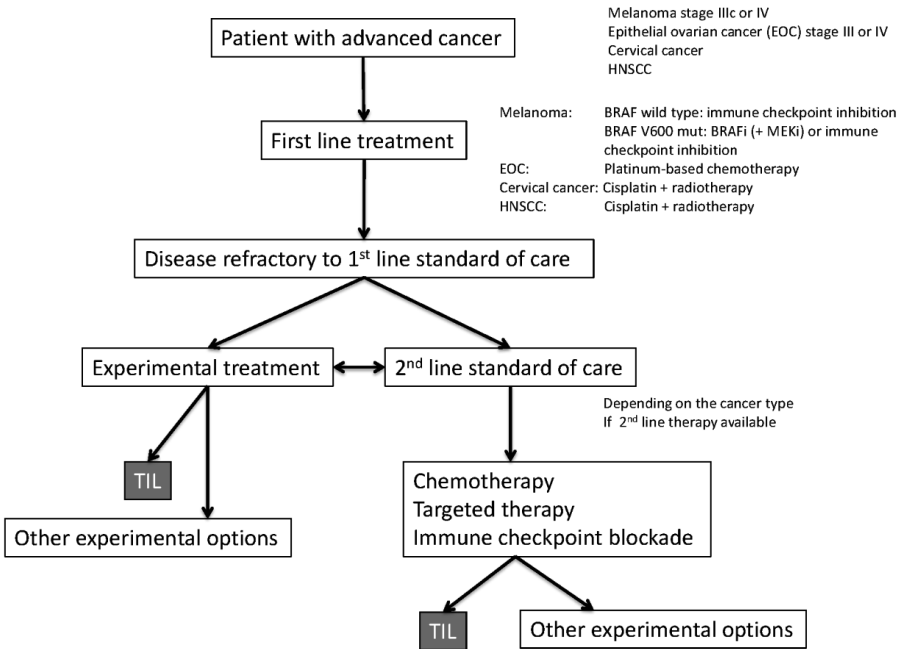 Patient with advanced cancer
Melanoma stage IIIc or IV
Epithelial ovarian cancer (EOC) stage III or IV
Cervical cancer
HNSCC
First line treatment
Melanoma: BRAF wild type: immune checkpoint inhibition
BRAF V600 mut: BRAFi (+ MEKi) or immune
checkpoint inhibition
EOC: Platinum-based chemotherapy
Cervical cancer: Cisplatin + radiotherapy
HNSCC: Cisplatin + radiotherapy
Disease refractory to 1st line standard of care
Experimental treatment
2nd line standard of care
Depending on the cancer type
If 2nd line therapy available
TIL
Other experimental options
Chemotherapy
Targeted therapy
Immune checkpoint blockade
TIL
Other experimental options